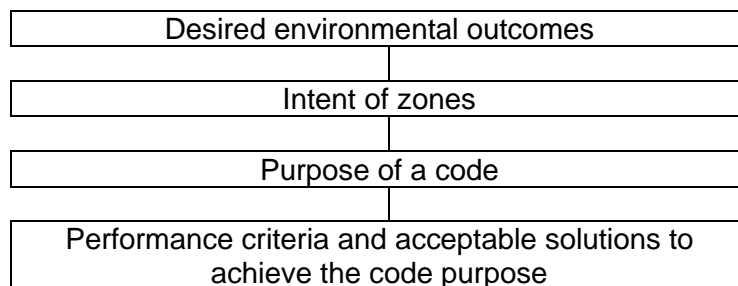 Desired environmental outcomes
Intent of zones
Purpose of a code
Performance criteria and acceptable solutions to
achieve the code purpose